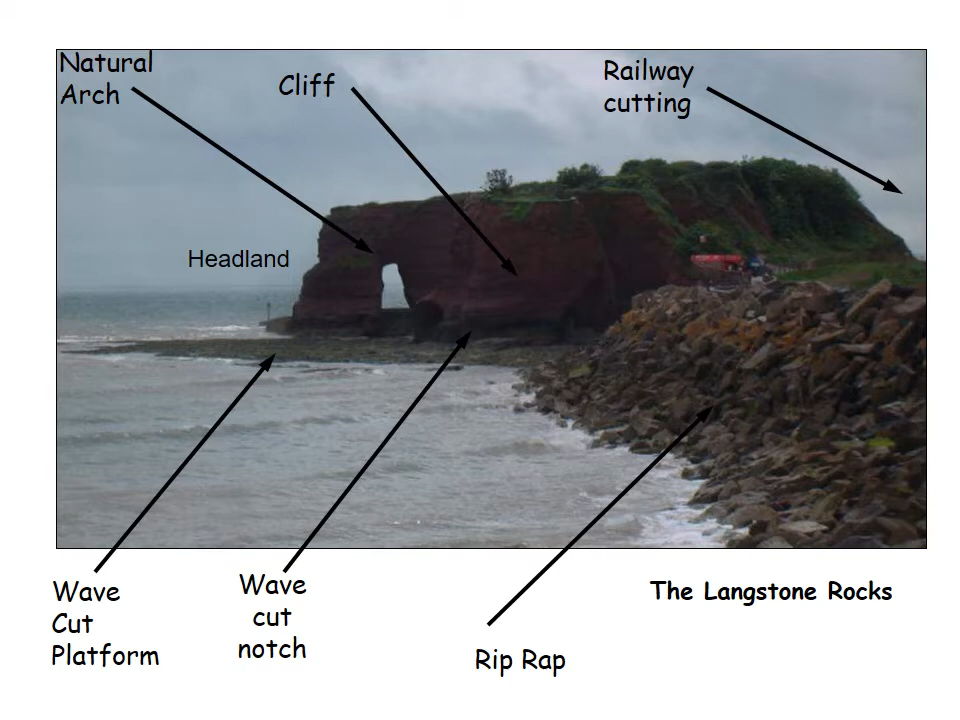 Natural
Arch
Cliff
Railway
cutting
Headland
Wave
Cut
Platform
Wave
cut
notch
Rip Rap
The Langstone Rocks